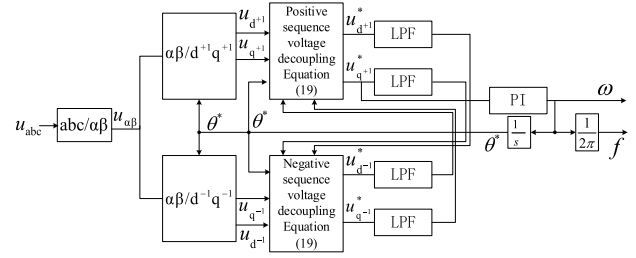 u_abc
abc/αβ
u_αβ
αβ/d⁺¹q⁺¹
u_d⁺¹
u_q⁺¹
Positive
sequence
voltage
decoupling
Equation
(19)
u*_d⁺¹
u*_q⁺¹
LPF
LPF
PI
ω
θ*
θ*
θ*
1/s
1/2π
f
αβ/d⁻¹q⁻¹
u_q⁻¹
u_d⁻¹
Negative
sequence
voltage
decoupling
Equation
(19)
u*_d⁻¹
u*_q⁻¹
LPF
LPF